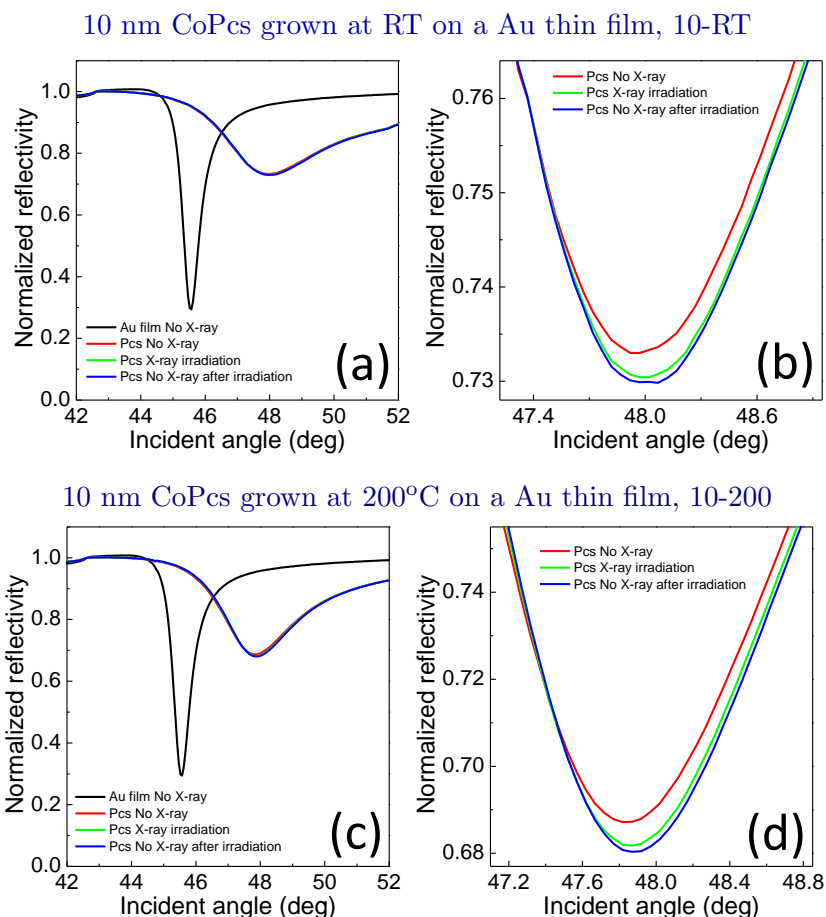 10 nm CoPcs grown at RT on a Au thin film, 10-RT
Normalized reflectivity
1.0
0.8
0.6
0.4
0.2
0.0
Au film No X-ray
Pcs No X-ray
Pcs X-ray irradiation
Pcs No X-ray after irradiation
(a)
42 44 46 48 50 52
Incident angle (deg)
Normalized reflectivity
0.76
0.75
0.74
0.73
Pcs No X-ray
Pcs X-ray irradiation
Pcs No X-ray after irradiation
(b)
47.4 48.0 48.6
Incident angle (deg)
10 nm CoPcs grown at 200°C on a Au thin film, 10-200
Normalized reflectivity
1.0
0.8
0.6
0.4
0.2
0.0
Au film No X-ray
Pcs No X-ray
Pcs X-ray irradiation
Pcs No X-ray after irradiation
(c)
42 44 46 48 50 52
Incident angle (deg)
Normalized reflectivity
0.74
0.72
0.70
0.68
Pcs No X-ray
Pcs X-ray irradiation
Pcs No X-ray after irradiation
(d)
47.2 47.6 48.0 48.4 48.8
Incident angle (deg)